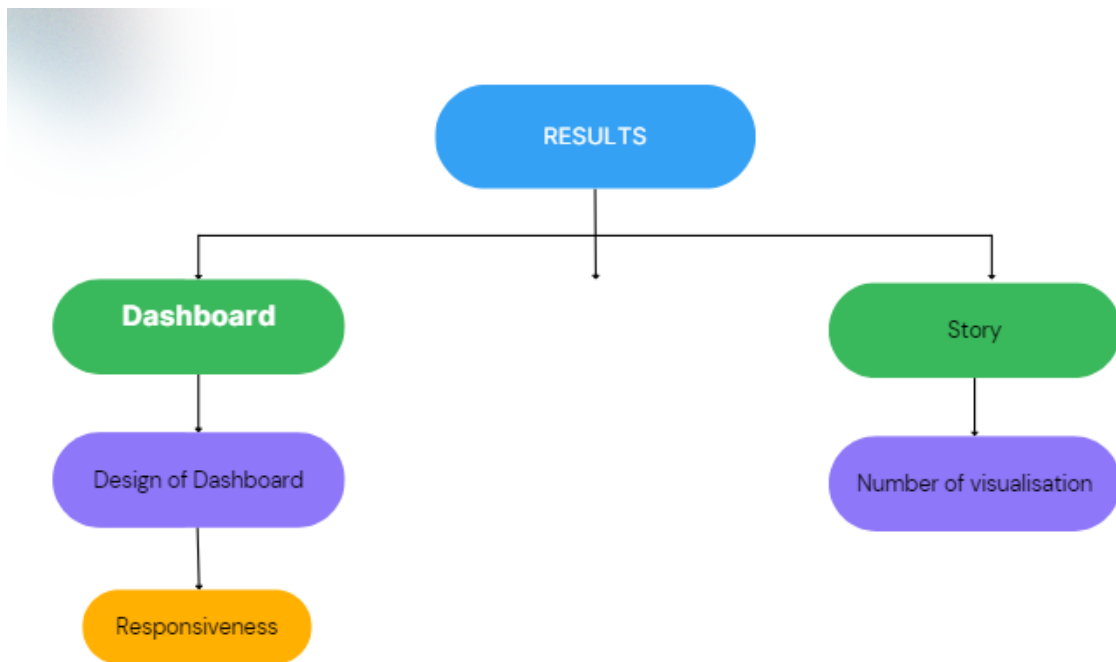 RESULTS
Dashboard
Story
Design of Dashboard
Number of visualisation
Responsiveness